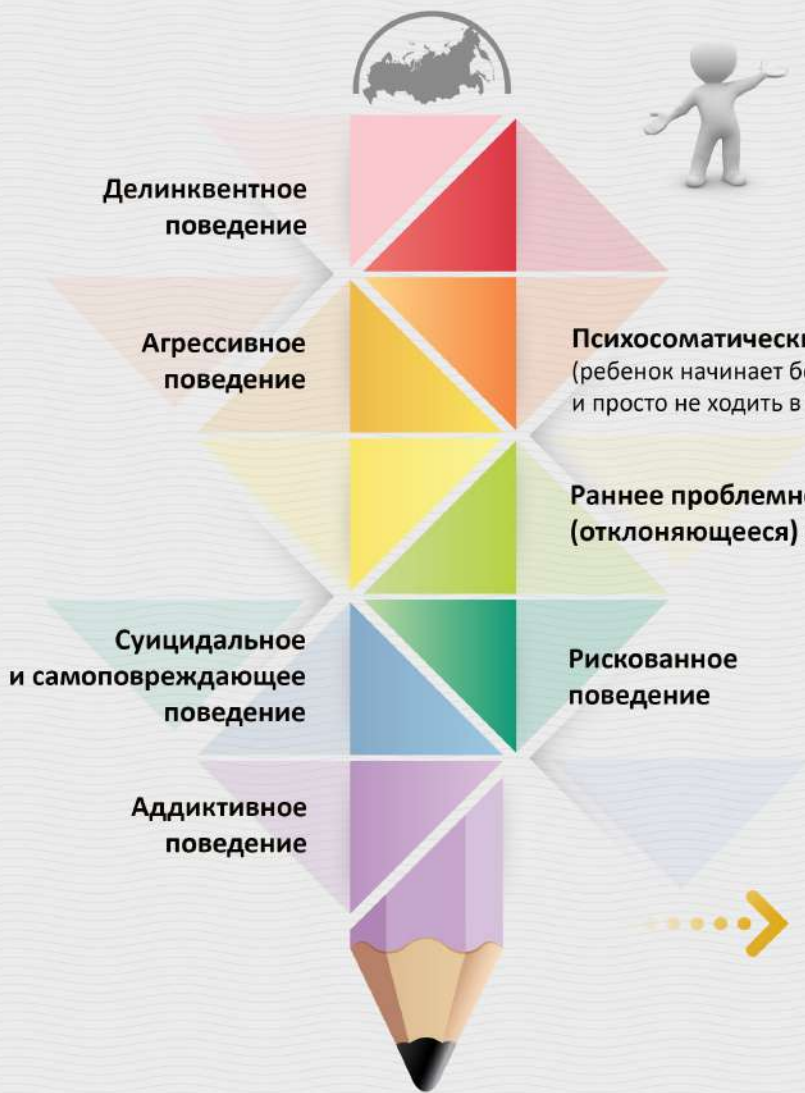 Делинквентное
поведение
Агрессивное
поведение
(ребенок начинает
и просто не ходить в
Раннее
(отклоняющееся)
Суицидальное
и самоповреждающее
поведение
Рискованное
поведение
Аддиктивное
поведение